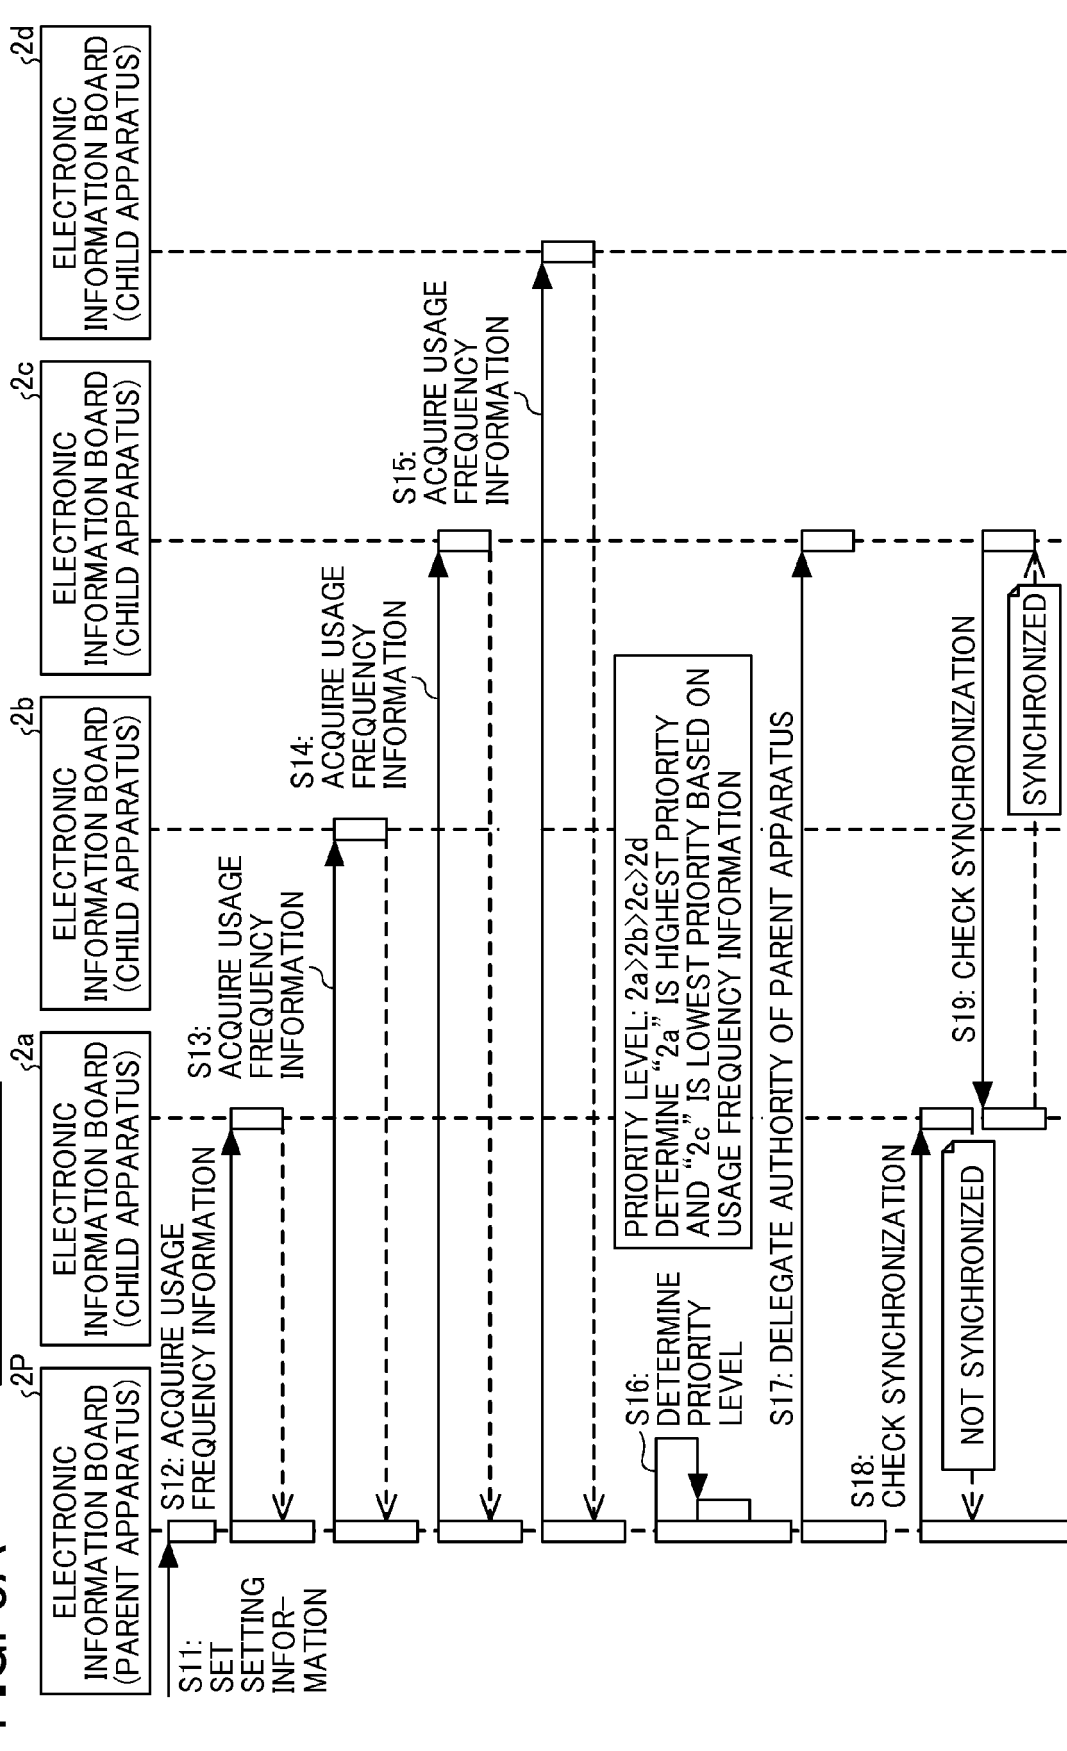 2P
ELECTRONIC
INFORMATION BOARD
(PARENT APPARATUS)
2a
ELECTRONIC
INFORMATION BOARD
(CHILD APPARATUS)
2b
ELECTRONIC
INFORMATION BOARD
(CHILD APPARATUS)
2c
ELECTRONIC
INFORMATION BOARD
(CHILD APPARATUS)
2d
ELECTRONIC
INFORMATION BOARD
(CHILD APPARATUS)
S11:
SET
SETTING
INFOR-
MATION
S12: ACQUIRE USAGE
FREQUENCY INFORMATION
S13:
ACQUIRE USAGE
FREQUENCY
INFORMATION
S14:
ACQUIRE USAGE
FREQUENCY
INFORMATION
S15:
ACQUIRE USAGE
FREQUENCY
INFORMATION
S16:
DETERMINE
PRIORITY
LEVEL
PRIORITY LEVEL: 2a>2b>2c>2d
DETERMINE “2a” IS HIGHEST PRIORITY
AND “2c” IS LOWEST PRIORITY BASED ON
USAGE FREQUENCY INFORMATION
S17: DELEGATE AUTHORITY OF PARENT APPARATUS
S18:
CHECK SYNCHRONIZATION
NOT SYNCHRONIZED
S19: CHECK SYNCHRONIZATION
SYNCHRONIZED